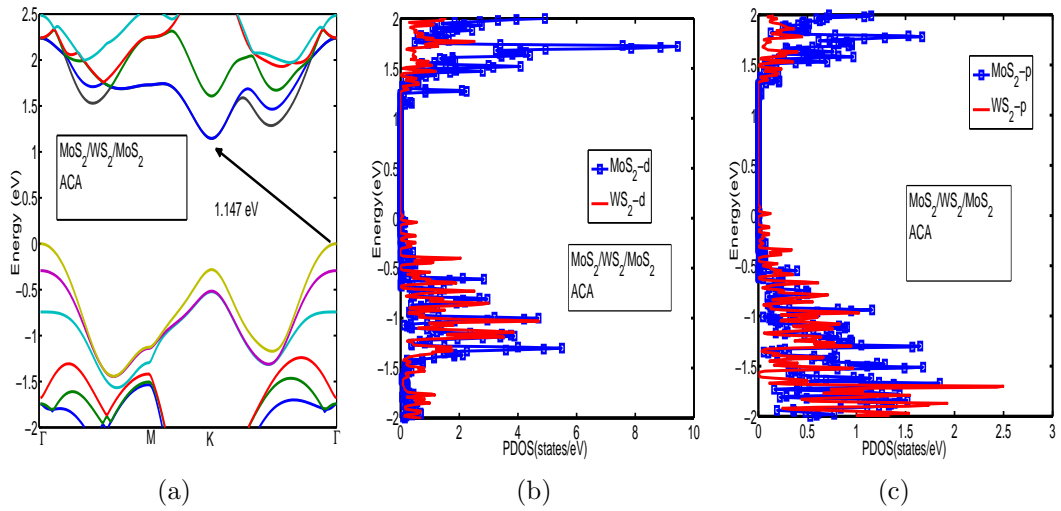 2.5
2
1.5
1
0.5
0
−0.5
−1
−1.5
−2
Energy (eV)
Γ
M
K
Γ
MoS₂/WS₂/MoS₂
ACA
1.147 eV
(a)
2
1.5
1
0.5
0
−0.5
−1
−1.5
−2
Energy(eV)
0
2
4
6
8
10
PDOS(states/eV)
MoS₂−d
WS₂−d
MoS₂/WS₂/MoS₂
ACA
(b)
2
1.5
1
0.5
0
−0.5
−1
−1.5
−2
Energy(eV)
0
0.5
1
1.5
2
2.5
3
PDOS(states/eV)
MoS₂−p
WS₂−p
MoS₂/WS₂/MoS₂
ACA
(c)